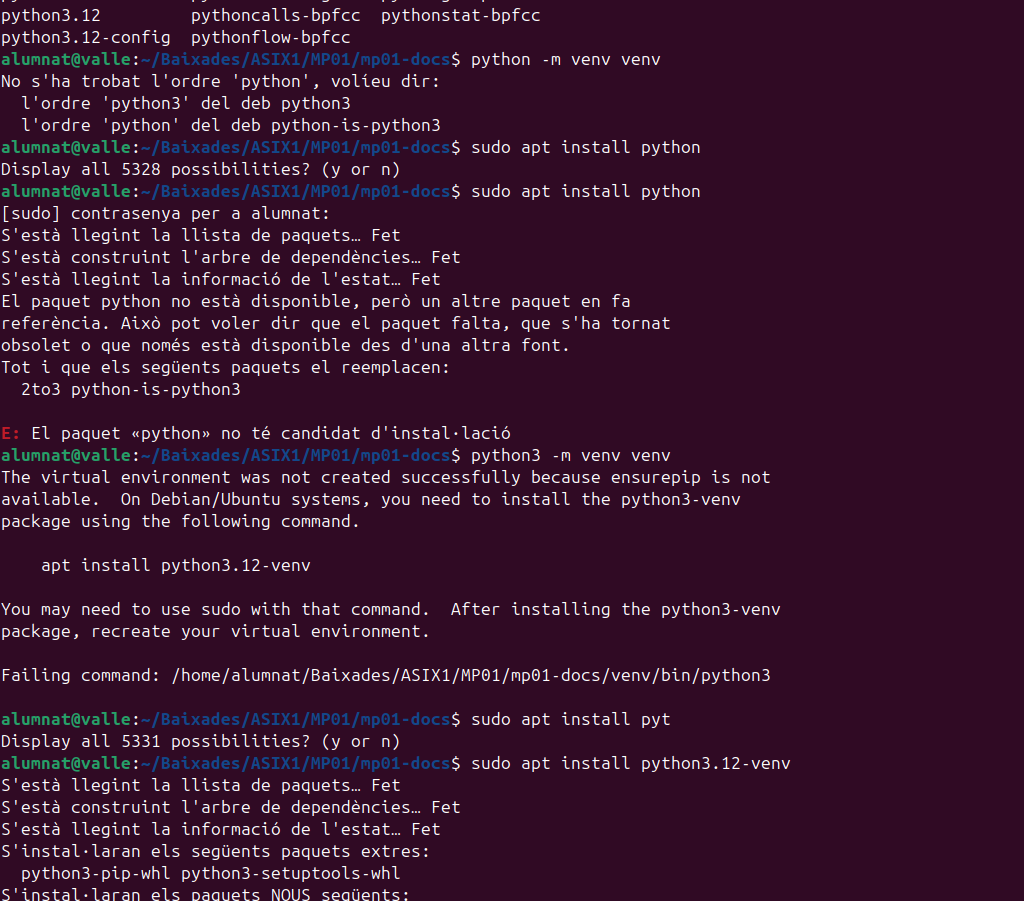 python3.12         pythoncalls-bpfcc  pythonstat-bpfcc
python3.12-config  pythonflow-bpfcc
alumnat@valle:~/Baixades/ASIX1/MP01/mp01-docs$ python -m venv venv
No s'ha trobat l'ordre 'python', volíeu dir:
  l'ordre 'python3' del deb python3
  l'ordre 'python' del deb python-is-python3
alumnat@valle:~/Baixades/ASIX1/MP01/mp01-docs$ sudo apt install python
Display all 5328 possibilities? (y or n)
alumnat@valle:~/Baixades/ASIX1/MP01/mp01-docs$ sudo apt install python
[sudo] contrasenya per a alumnat:
S'està llegint la llista de paquets… Fet
S'està construint l'arbre de dependències… Fet
S'està llegint la informació de l'estat… Fet
El paquet python no està disponible, però un altre paquet en fa
referència. Això pot voler dir que el paquet falta, que s'ha tornat
obsolet o que només està disponible des d'una altra font.
Tot i que els següents paquets el reemplacen:
  2to3 python-is-python3
E: El paquet «python» no té candidat d'instal·lació
alumnat@valle:~/Baixades/ASIX1/MP01/mp01-docs$ python3 -m venv venv
The virtual environment was not created successfully because ensurepip is not
available.  On Debian/Ubuntu systems, you need to install the python3-venv
package using the following command.
    apt install python3.12-venv
You may need to use sudo with that command.  After installing the python3-venv
package, recreate your virtual environment.
Failing command: /home/alumnat/Baixades/ASIX1/MP01/mp01-docs/venv/bin/python3
alumnat@valle:~/Baixades/ASIX1/MP01/mp01-docs$ sudo apt install pyt
Display all 5331 possibilities? (y or n)
alumnat@valle:~/Baixades/ASIX1/MP01/mp01-docs$ sudo apt install python3.12-venv
S'està llegint la llista de paquets… Fet
S'està construint l'arbre de dependències… Fet
S'està llegint la informació de l'estat… Fet
S'instal·laran els següents paquets extres:
  python3-pip-whl python3-setuptools-whl
S'instal·laran els paquets NOUS següents: